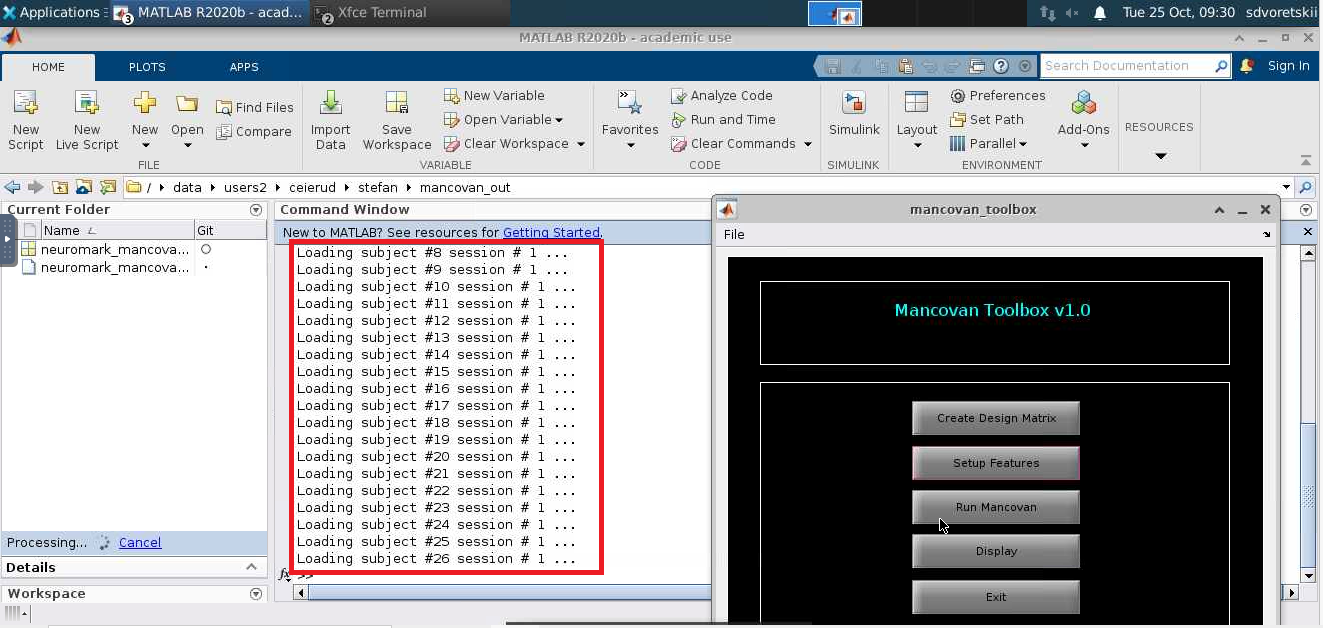 Applications
3
MATLAB R2020b - acad...
2
Xfce Terminal
Tue 25 Oct, 09:30
sdvoretskii
MATLAB R2020b - academic use
HOME
PLOTS
APPS
Search Documentation
Sign In
New Script
New Live Script
New
Open
Find Files
Compare
FILE
Import Data
Save Workspace
New Variable
Open Variable
Clear Workspace
VARIABLE
Favorites
Analyze Code
Run and Time
Clear Commands
CODE
Simulink
SIMULINK
Layout
Preferences
Set Path
Parallel
Add-Ons
ENVIRONMENT
RESOURCES
/ data users2 ceierud stefan mancovan_out
Current Folder
Name
Git
neuromark_mancova...
neuromark_mancova...
Processing...
Cancel
Details
Workspace
Command Window
New to MATLAB? See resources for Getting Started.
Loading subject #8 session # 1 ...
Loading subject #9 session # 1 ...
Loading subject #10 session # 1 ...
Loading subject #11 session # 1 ...
Loading subject #12 session # 1 ...
Loading subject #13 session # 1 ...
Loading subject #14 session # 1 ...
Loading subject #15 session # 1 ...
Loading subject #16 session # 1 ...
Loading subject #17 session # 1 ...
Loading subject #18 session # 1 ...
Loading subject #19 session # 1 ...
Loading subject #20 session # 1 ...
Loading subject #21 session # 1 ...
Loading subject #22 session # 1 ...
Loading subject #23 session # 1 ...
Loading subject #24 session # 1 ...
Loading subject #25 session # 1 ...
Loading subject #26 session # 1 ...
fx >>
mancovan_toolbox
File
Mancovan Toolbox v1.0
Create Design Matrix
Setup Features
Run Mancovan
Display
Exit